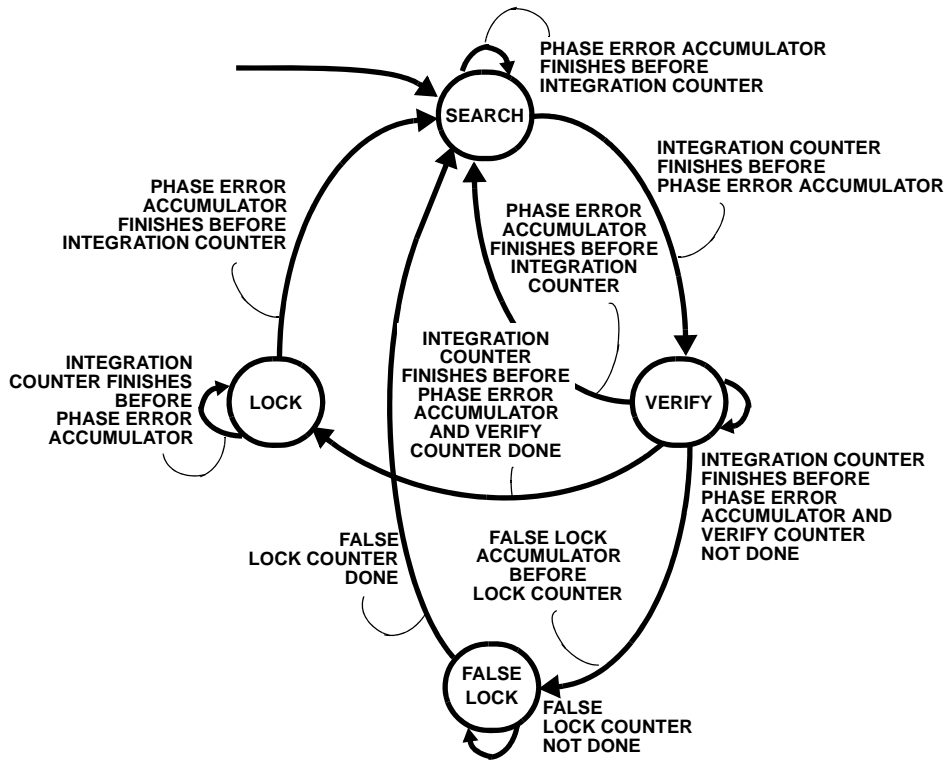 PHASE ERROR ACCUMULATOR
FINISHES BEFORE
INTEGRATION COUNTER
SEARCH
INTEGRATION COUNTER
FINISHES BEFORE
PHASE ERROR ACCUMULATOR
PHASE ERROR
ACCUMULATOR
FINISHES BEFORE
INTEGRATION COUNTER
PHASE ERROR
ACCUMULATOR
FINISHES BEFORE
INTEGRATION
COUNTER
INTEGRATION
COUNTER
FINISHES BEFORE
PHASE ERROR
ACCUMULATOR
AND VERIFY
COUNTER DONE
INTEGRATION
COUNTER FINISHES
BEFORE
PHASE ERROR
ACCUMULATOR
LOCK
VERIFY
INTEGRATION COUNTER
FINISHES BEFORE
PHASE ERROR
ACCUMULATOR AND
VERIFY COUNTER
NOT DONE
FALSE
LOCK COUNTER
DONE
FALSE LOCK
ACCUMULATOR
BEFORE
LOCK COUNTER
FALSE
LOCK
FALSE
LOCK COUNTER
NOT DONE